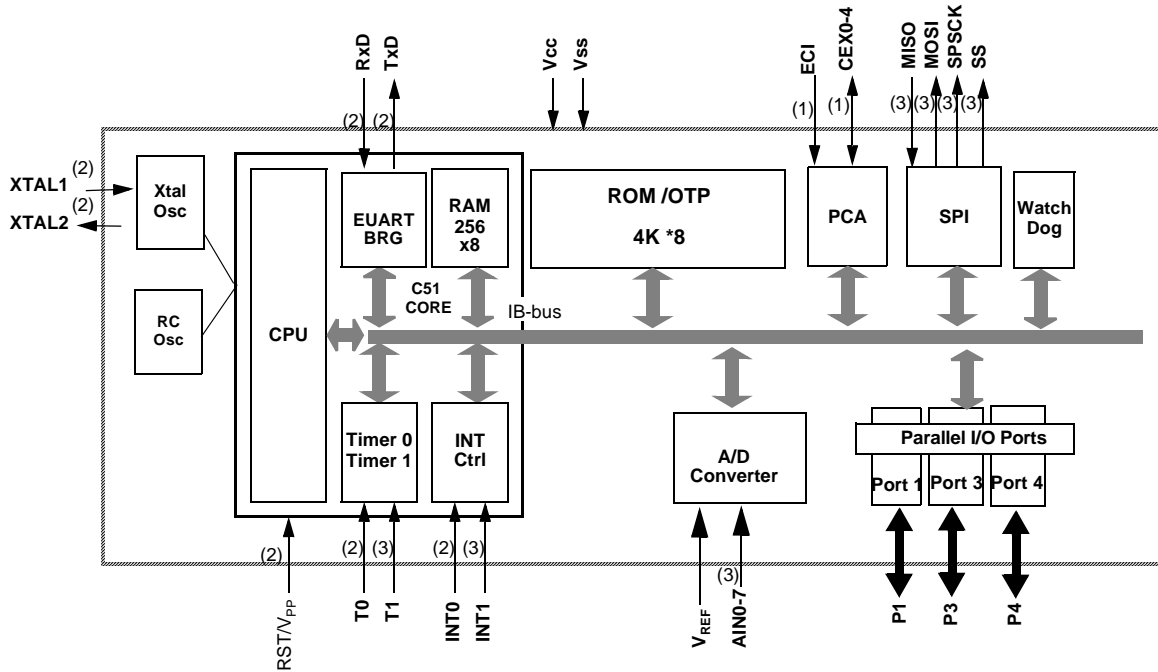 RxD
TxD
Vcc
Vss
ECI
CEX0-4
MISO
MOSI
SPSCK
SS
(2)
(2)
(1)
(1)
(3)
(3)
(3)
(3)
XTAL1
(2)
XTAL2
(2)
Xtal
Osc
RC
Osc
CPU
EUART
BRG
RAM
256
x8
C51
CORE
IB-bus
ROM /OTP
4K *8
PCA
SPI
Watch
Dog
Timer 0
Timer 1
INT
Ctrl
A/D
Converter
Parallel I/O Ports
Port 1
Port 3
Port 4
(2)
(2)
(3)
(2)
(3)
(3)
RST/VPP
T0
T1
INT0
INT1
VREF
AIN0-7
P1
P3
P4